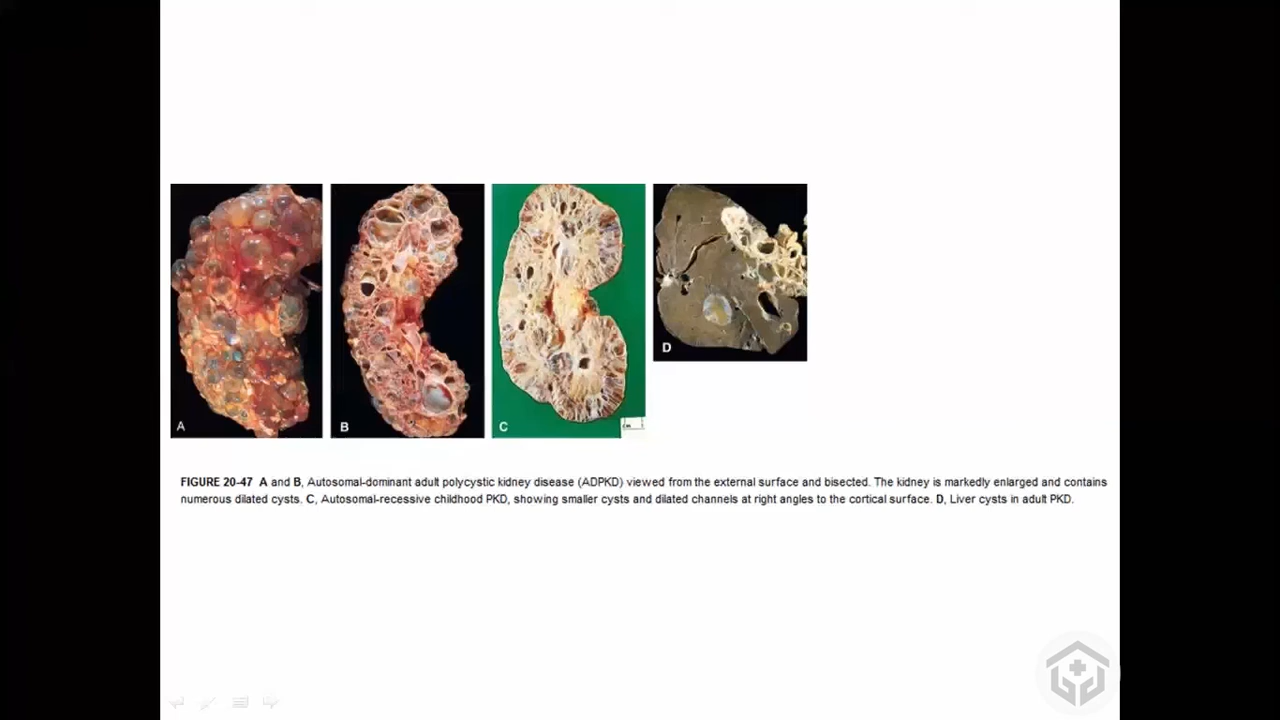 A
B
C
D
FIGURE 20-47 A and B, Autosomal-dominant adult polycystic kidney disease (ADPKD) viewed from the external surface and bisected. The kidney is markedly enlarged and contains
numerous dilated cysts. C, Autosomal-recessive childhood PKD, showing smaller cysts and dilated channels at right angles to the cortical surface. D, Liver cysts in adult PKD.